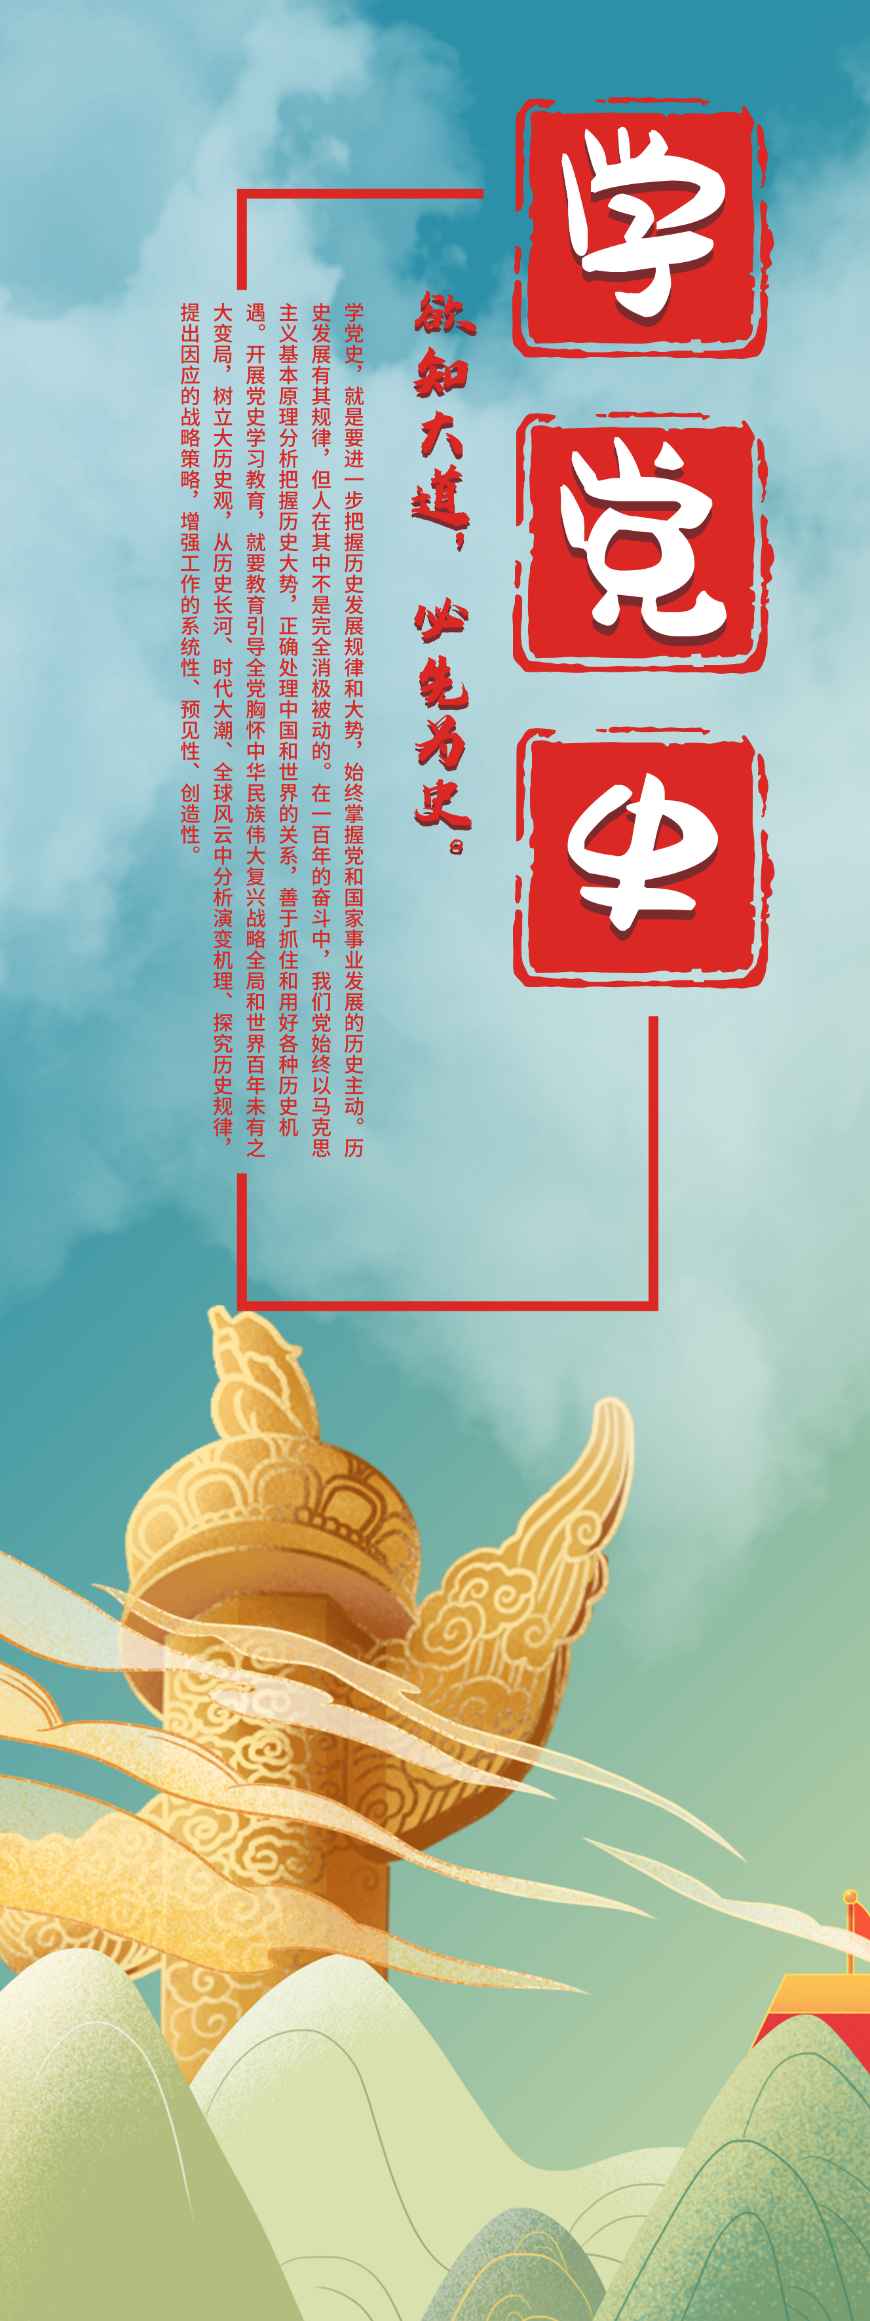 学党史
欲知大道，必先为史。
学党史，就是要进一步把握历史发展规律和大势，始终掌握党和国家事业发展的历史主动。历
史发展有其规律，但人在其中不是完全消极被动的。在一百年的奋斗中，我们党始终以马克思
主义基本原理分析把握历史大势，正确处理中国和世界的关系，善于抓住和用好各种历史机
遇。开展党史学习教育，就要教育引导全党胸怀中华民族伟大复兴战略全局和世界百年未有之
大变局，树立大历史观，从历史长河、时代大潮、全球风云中分析演变机理、探究历史规律，
提出因应的战略策略，增强工作的系统性、预见性、创造性。